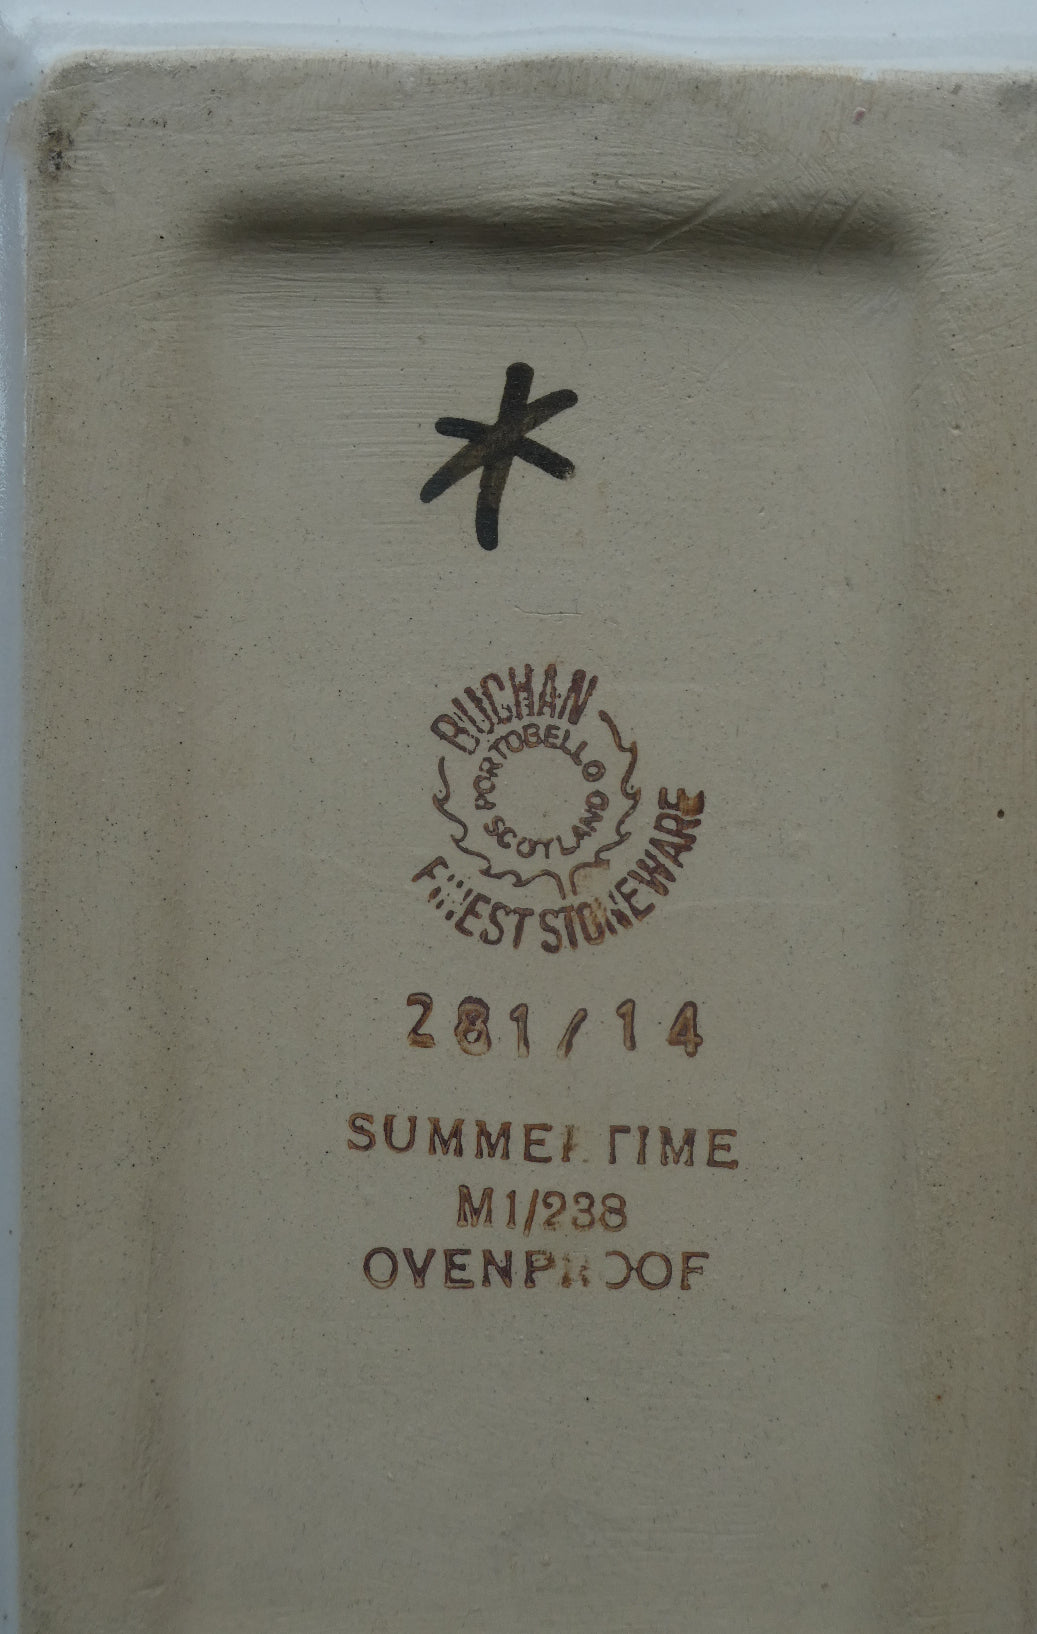 BUCHAN
PORTOBELLO
SCOTLAND
FINEST STONEWARE
281/14
SUMMERTIME
M1/238
OVENPROOF